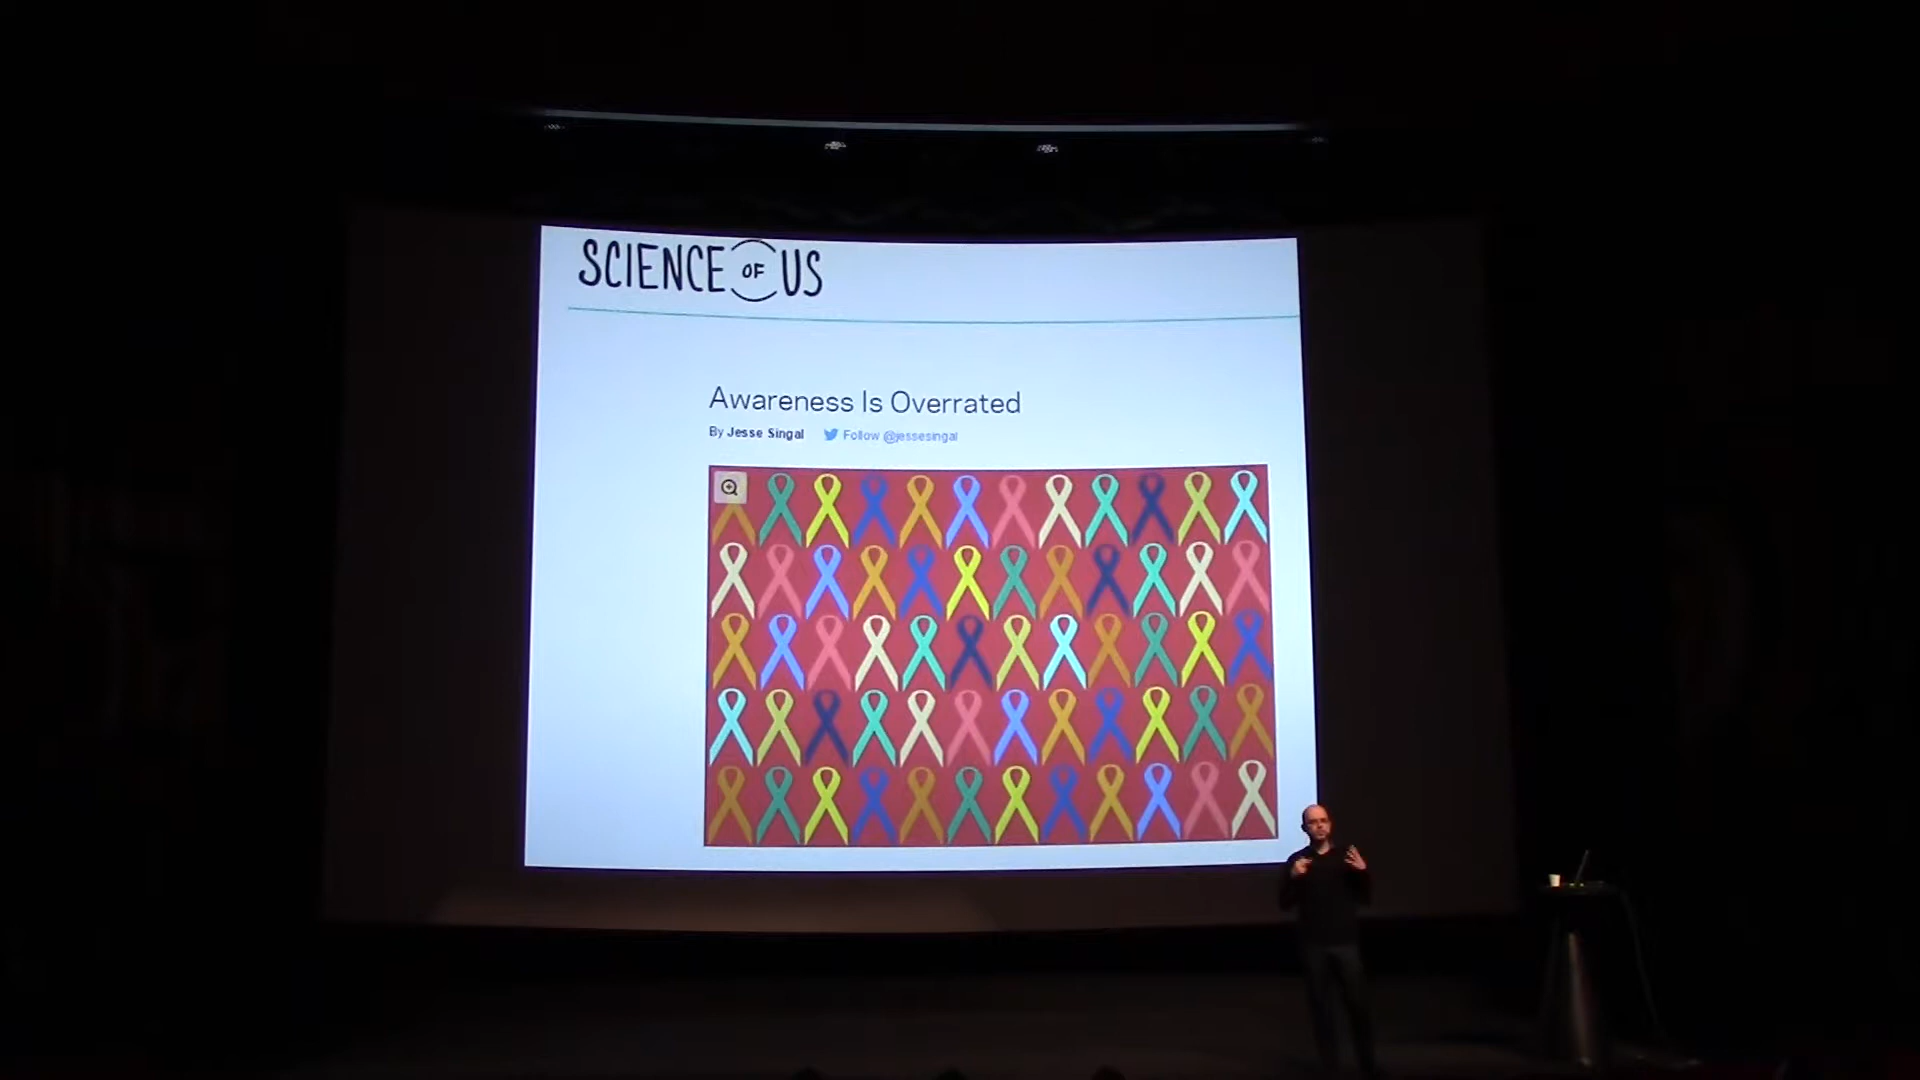 SCIENCE OF US
Awareness Is Overrated
By Jesse Singal Follow @jessesingal